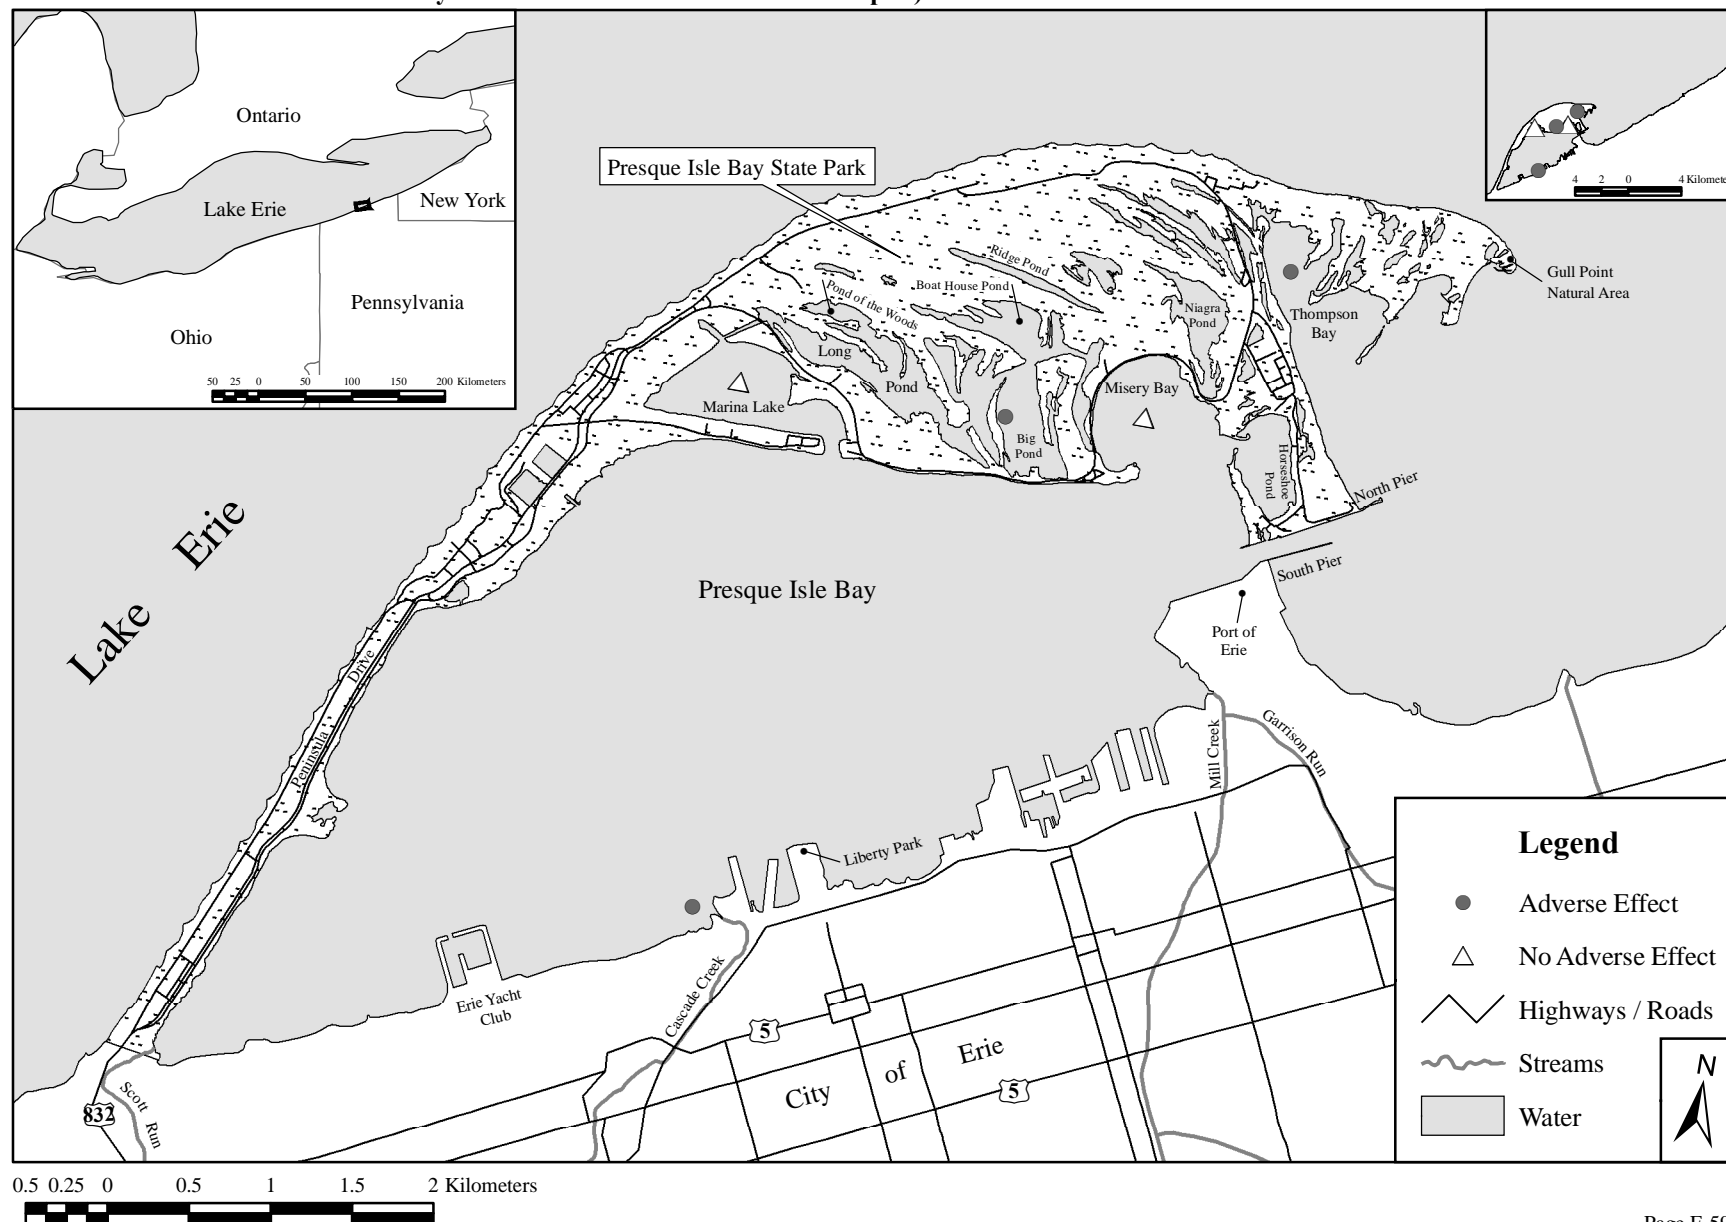 Ontario
Lake Erie
New York
Pennsylvania
Ohio
50 25 0 50 100 150 200 Kilometers
4 2 0 4
Presque Isle Bay State Park
Ridge Pond
Boat House Pond
Pond of the Woods
Niagra
Pond
Thompson
Bay
Gull Point
Natural Area
Long
Pond
Marina Lake
Misery Bay
Big
Pond
Horseshoe
Pond
North Pier
South Pier
Lake Erie
Presque Isle Bay
Port of
Erie
Peninsula Drive
Mill Creek
Garrison Run
Liberty Park
Erie Yacht
Club
Cascade Creek
5
City of Erie
5
Scott Run
832
Legend
Adverse Effect
No Adverse Effect
Highways / Roads
Streams
Water
N
0.5 0.25 0 0.5 1 1.5 2 Kilometers